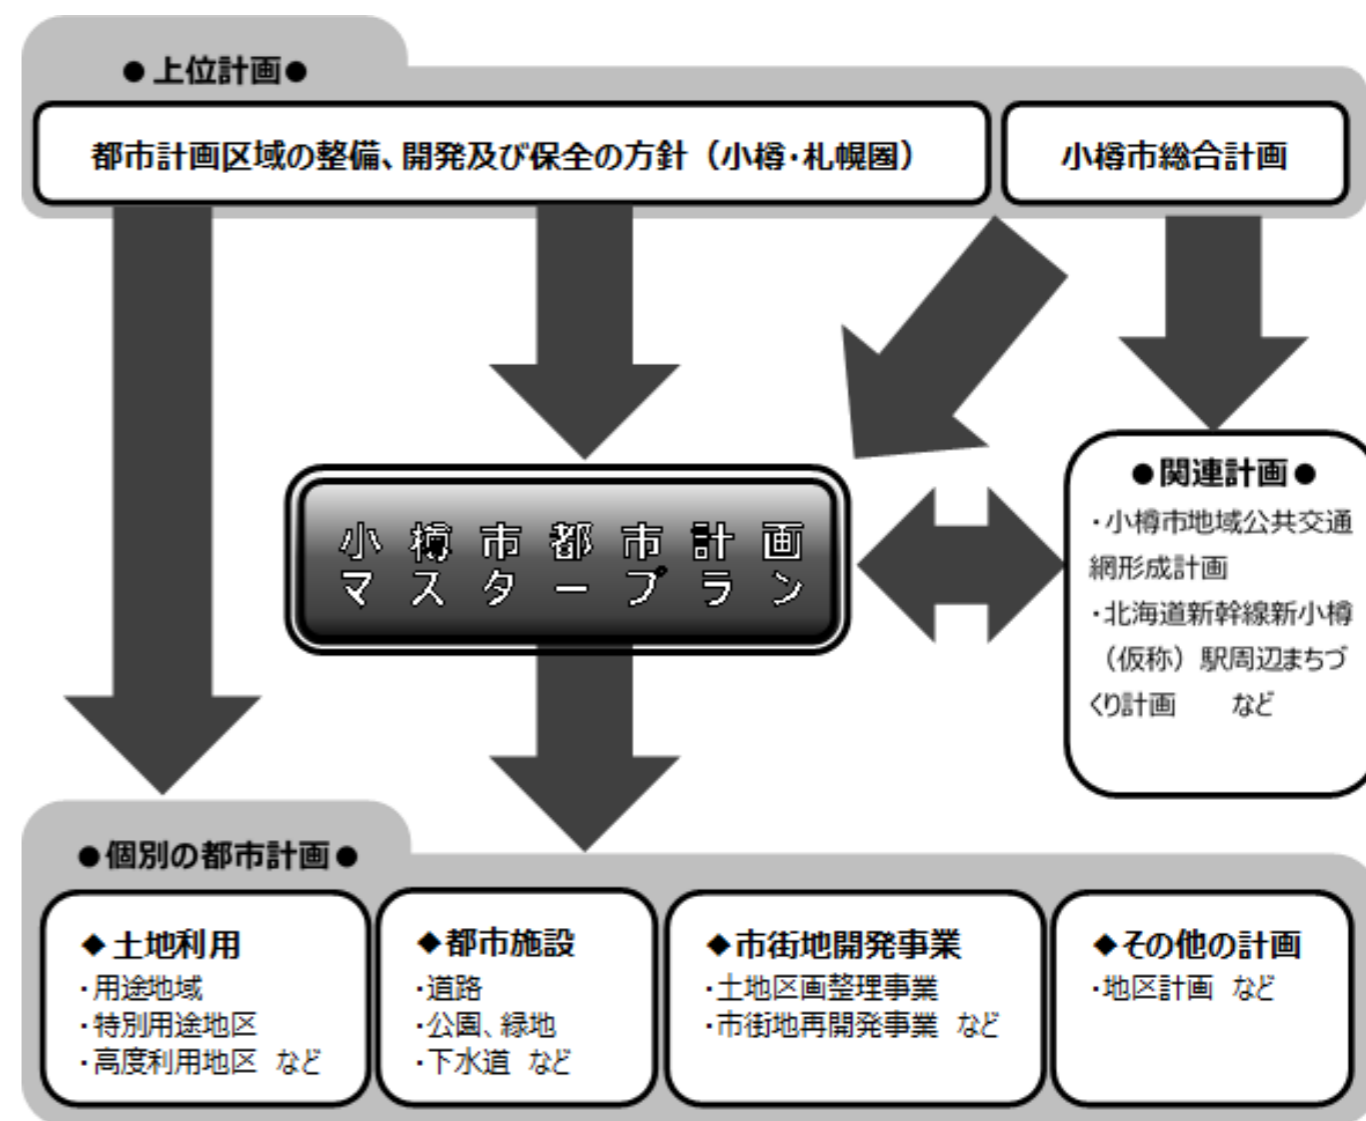 ●上位計画●
都市計画区域の整備、開発及び保全の方針（小樽・札幌圏）
小樽市総合計画
小樽市都市計画
マスタープラン
●関連計画●
・小樽市地域公共交通
網形成計画
・北海道新幹線新小樽
（仮称）駅周辺まちづ
くり計画　など
●個別の都市計画●
◆土地利用
・用途地域
・特別用途地区
・高度利用地区 など
◆都市施設
・道路
・公園、緑地
・下水道 など
◆市街地開発事業
・土地区画整理事業
・市街地再開発事業 など
◆その他の計画
・地区計画 など